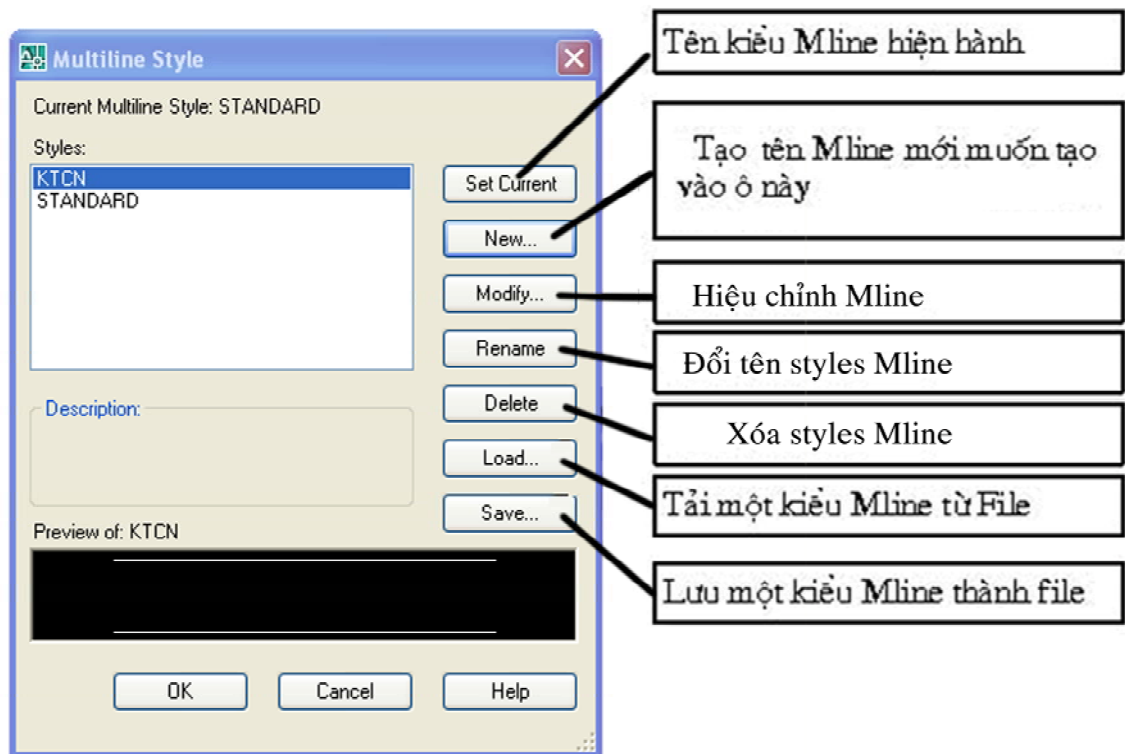 Multiline Style
Current Multiline Style: STANDARD
Styles:
KTCN
STANDARD
Set Current
New...
Modify...
Rename
Delete
Load...
Save...
Description:
Preview of: KTCN
OK
Cancel
Help
Tên kiểu Mline hiện hành
Tạo tên Mline mới muốn tạo
vào ô này
Hiệu chỉnh Mline
Đổi tên styles Mline
Xóa styles Mline
Tải một kiểu Mline từ File
Lưu một kiểu Mline thành file